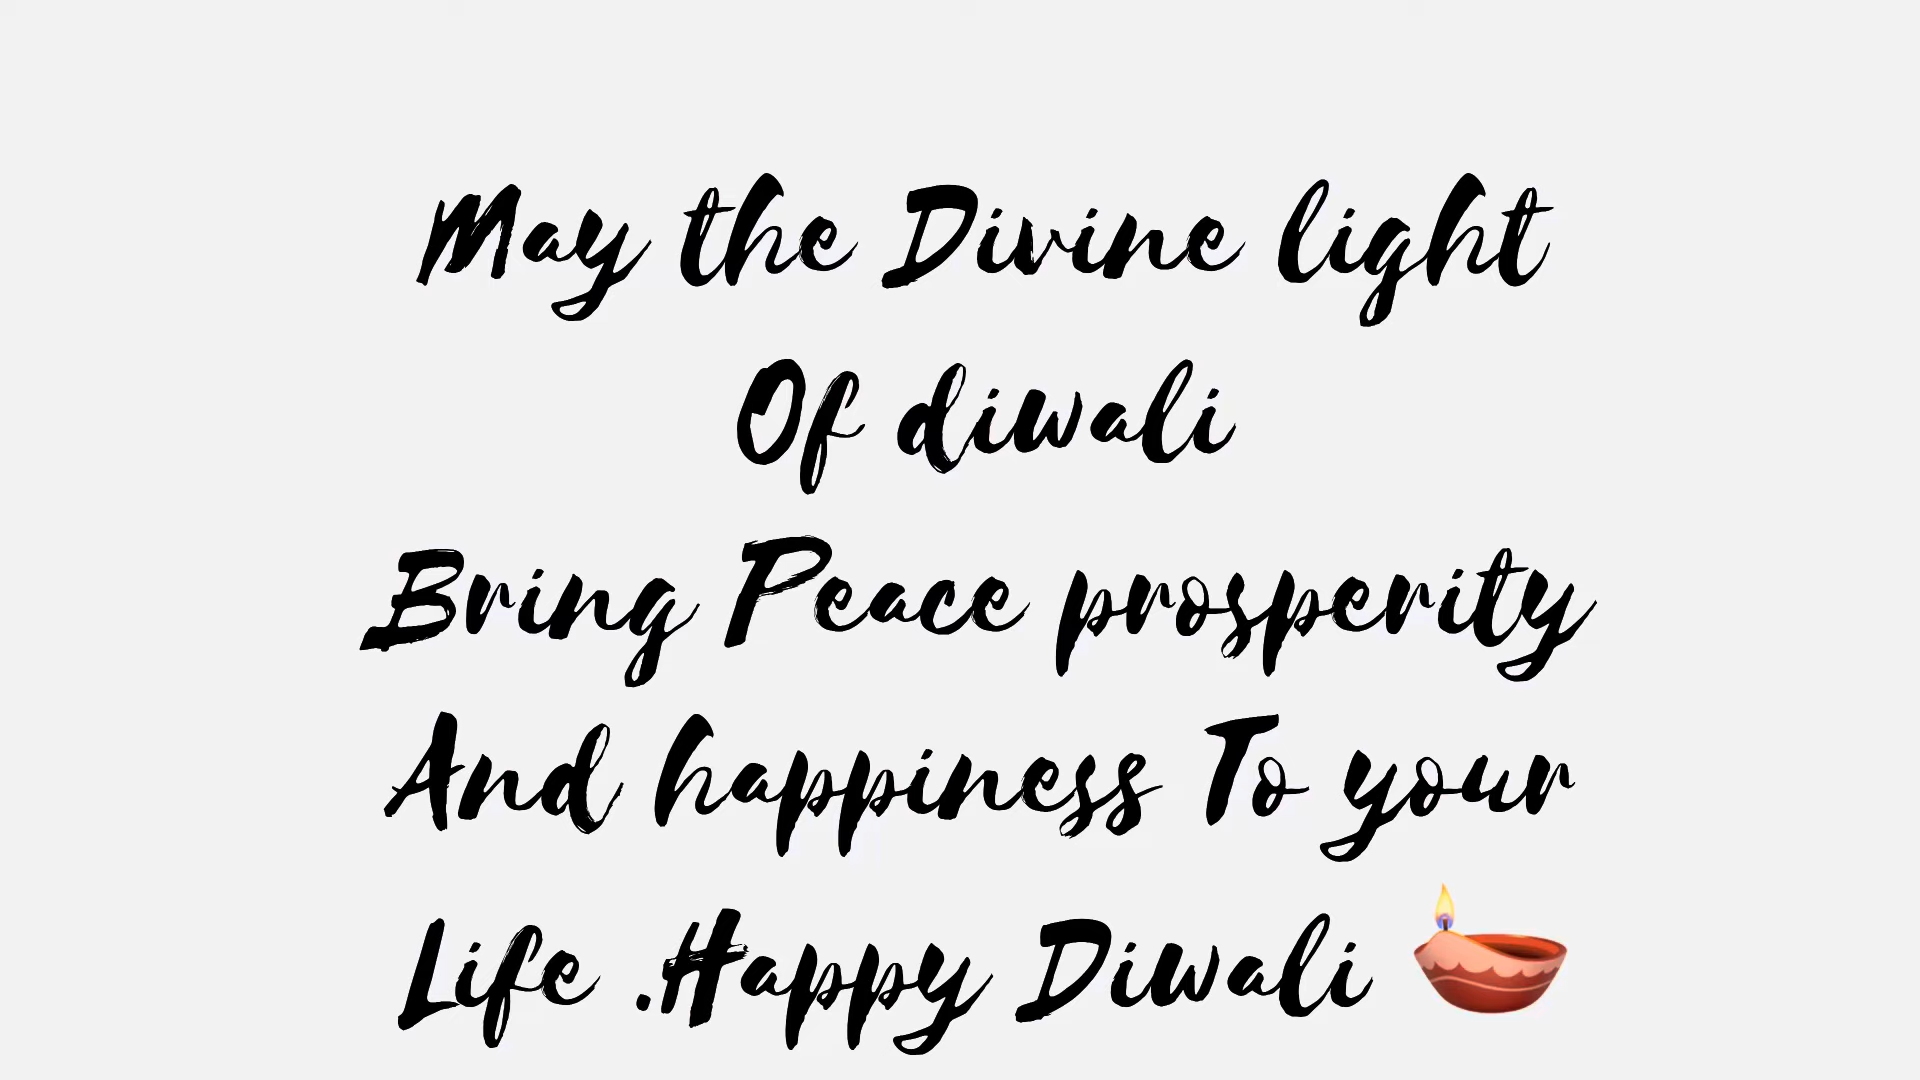 May the Divine light
Of diwali
Bring Peace prosperity
And happiness To your
Life .Happy Diwali 🪔